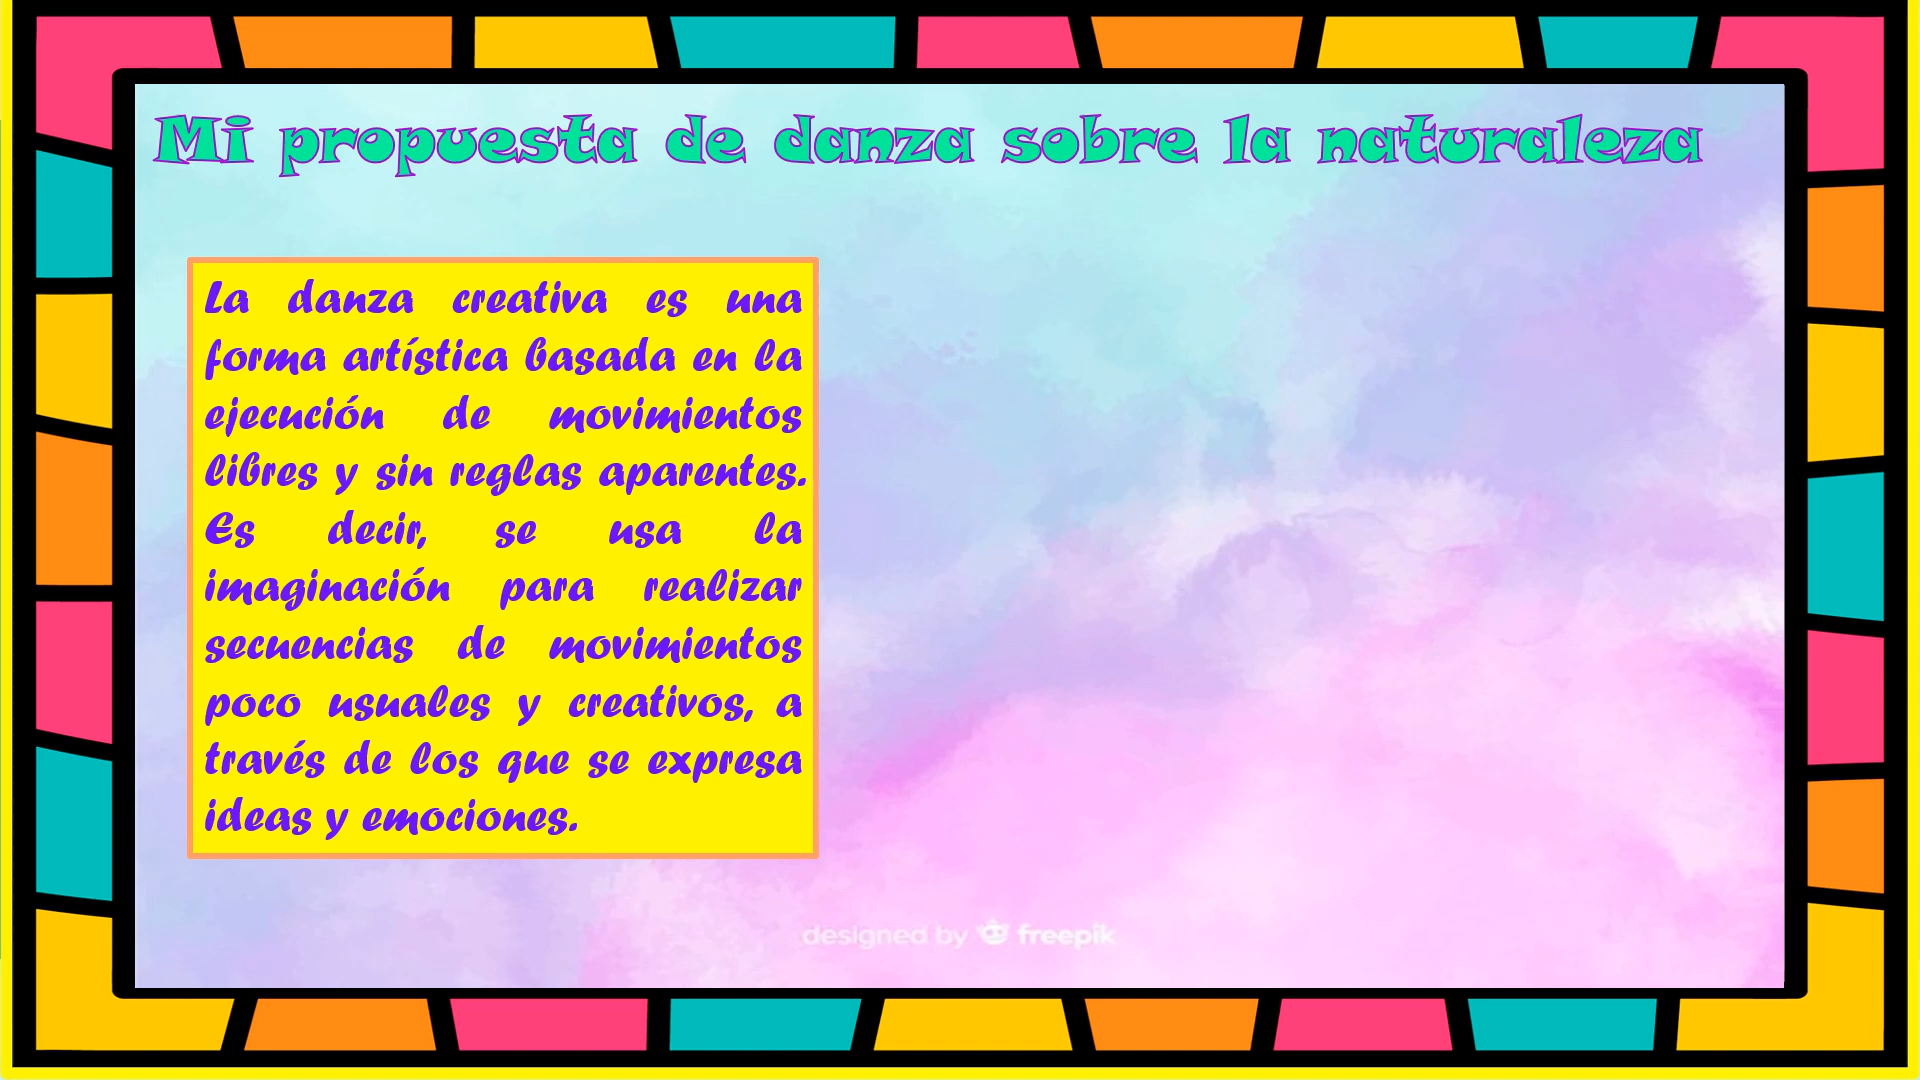 Mi propuesta de danza sobre la naturaleza
La danza creativa es una
forma artística basada en la
ejecución de movimientos
libres y sin reglas aparentes.
Es decir, se usa la
imaginación para realizar
secuencias de movimientos
poco usuales y creativos, a
través de los que se expresa
ideas y emociones.
designed by freepik